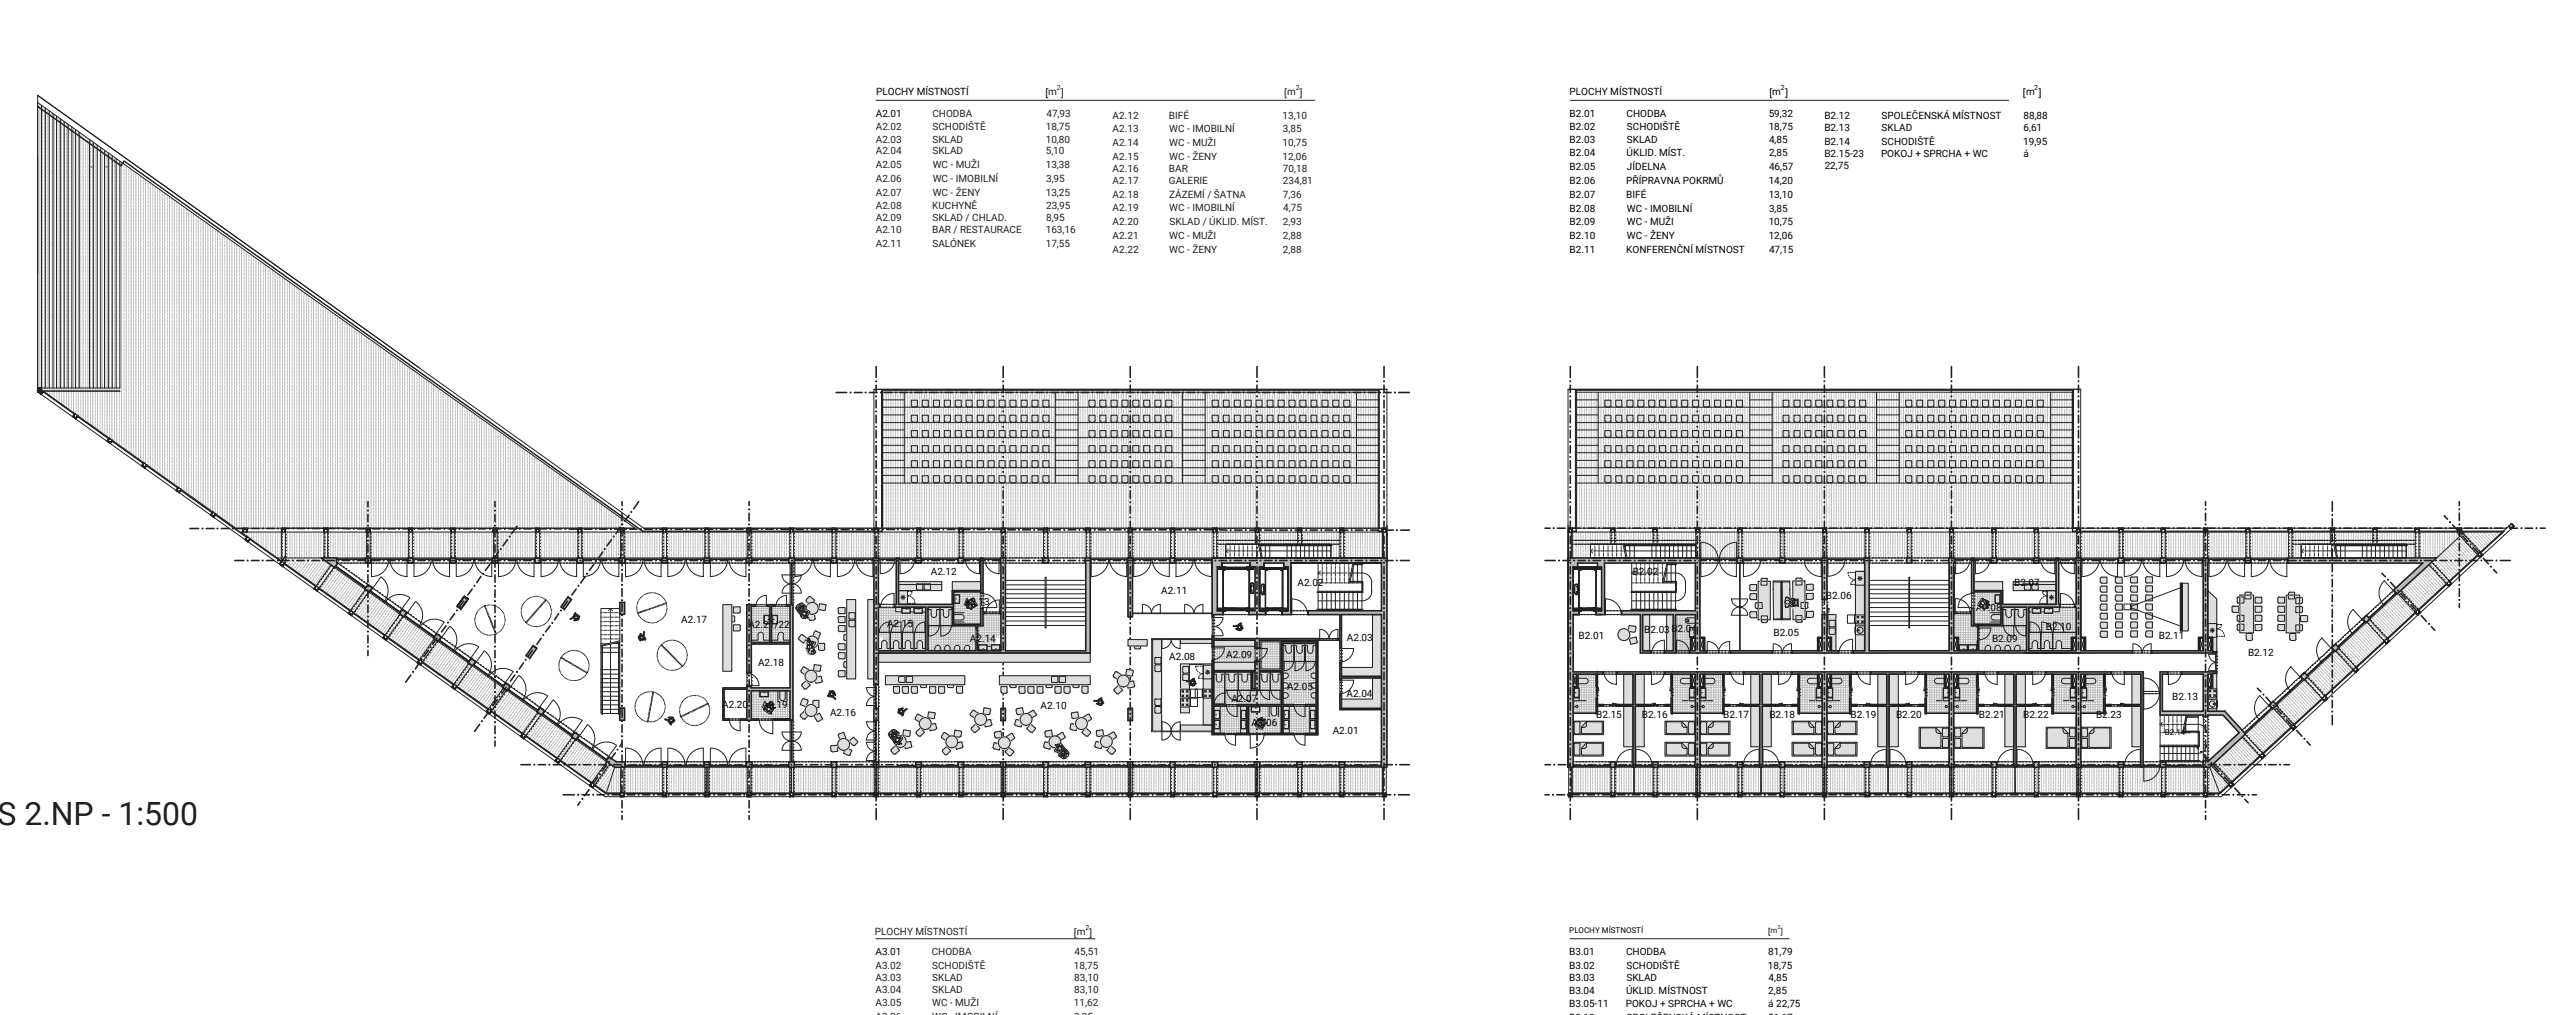 PLOCHY MÍSTNOSTÍ [m²] [m²]
A2.01 CHODBA 47,93
A2.02 SCHODIŠTĚ 18,75
A2.03 SKLAD 10,80
A2.04 SKLAD 5,10
A2.05 WC - MUŽI 13,38
A2.06 WC - IMOBILNÍ 3,95
A2.07 WC - ŽENY 13,25
A2.08 KUCHYNĚ 23,95
A2.09 SKLAD / CHLAD. 8,95
A2.10 BAR / RESTAURACE 163,16
A2.11 SALÓNEK 17,55
A2.12 BIFÉ 13,10
A2.13 WC - IMOBILNÍ 3,85
A2.14 WC - MUŽI 10,75
A2.15 WC - ŽENY 12,06
A2.16 BAR 70,18
A2.17 GALERIE 234,81
A2.18 ZÁZEMÍ / ŠATNA 7,36
A2.19 WC - IMOBILNÍ 4,75
A2.20 SKLAD / ÚKLID. MÍST. 2,93
A2.21 WC - MUŽI 2,88
A2.22 WC - ŽENY 2,88
PLOCHY MÍSTNOSTÍ [m²] [m²]
B2.01 CHODBA 59,32
B2.02 SCHODIŠTĚ 18,75
B2.03 SKLAD 4,85
B2.04 ÚKLID. MÍST. 2,85
B2.05 JÍDELNA 46,57
B2.06 PŘÍPRAVNA POKRMŮ 14,20
B2.07 BIFÉ 13,10
B2.08 WC - IMOBILNÍ 3,85
B2.09 WC - MUŽI 10,75
B2.10 WC - ŽENY 12,06
B2.11 KONFERENČNÍ MÍSTNOST 47,15
B2.12 SPOLEČENSKÁ MÍSTNOST 88,88
B2.13 SKLAD 6,61
B2.14 SCHODIŠTĚ 19,95
B2.15-23 POKOJ + SPRCHA + WC á
22,75
A2.12
A2.02
A2.11
A2.17
A2.15
A2.14
A2.03
A2.18
A2.08
A2.09
A2.05
A2.04
A2.07
A2.20
A2.16
A2.10
A2.01
B2.02
B2.07
B2.06
B2.01
B2.03
B2.05
B2.09
B2.10
B2.11
B2.12
B2.13
B2.15
B2.16
B2.17
B2.18
B2.19
B2.20
B2.21
B2.22
B2.23
S 2.NP - 1:500
PLOCHY MÍSTNOSTÍ [m²]
A3.01 CHODBA 45,51
A3.02 SCHODIŠTĚ 18,75
A3.03 SKLAD 83,10
A3.04 SKLAD 83,10
A3.05 WC - MUŽI 11,62
PLOCHY MÍSTNOSTÍ [m²]
B3.01 CHODBA 81,79
B3.02 SCHODIŠTĚ 18,75
B3.03 SKLAD 4,85
B3.04 ÚKLID. MÍSTNOST 2,85
B3.05-11 POKOJ + SPRCHA + WC á 22,75